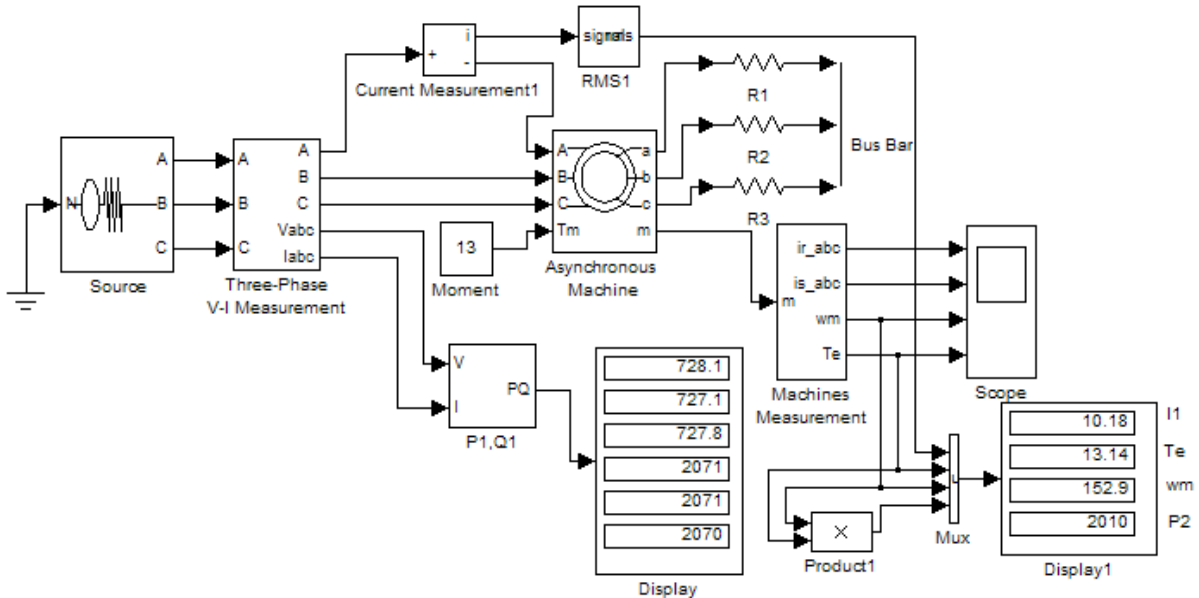 i
+
-
Current Measurement1
signals
rms
RMS1
N
A
B
C
Source
A
B
C
A
B
C
Vabc
Iabc
Three-Phase
V-I Measurement
13
Moment
A
B
C
Tm
a
b
c
m
Asynchronous
Machine
R1
R2
R3
Bus Bar
m
ir_abc
is_abc
wm
Te
Machines
Measurement
Scope
V
I
PQ
P1,Q1
728.1
727.1
727.8
2071
2071
2070
Display
×
Product1
Mux
10.18
13.14
152.9
2010
Display1
I1
Te
wm
P2